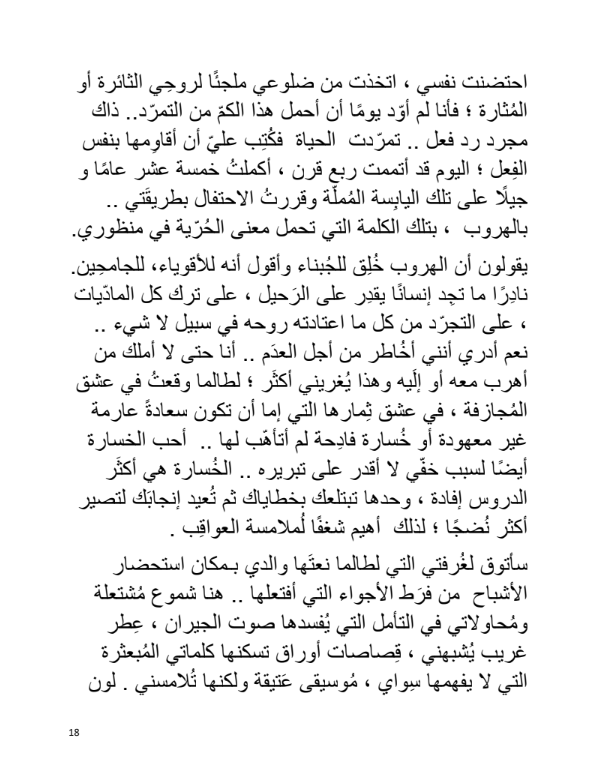 احتضنت نفسي ، اتخذت من ضلوعي ملجئًا لروحِي الثائرة أو
المُثارة ؛ فأنا لم أوّد يومًا أن أحمل هذا الكمّ من التمرّد.. ذاك
مجرد رد فعل .. تمرّدت الحياة فكُتِب عليّ أن أقاوِمها بنفس
الفِعل ؛ اليوم قد أتممت ربع قرن ، أكملتُ خمسة عشر عامًا و
جيلًا على تلك اليابِسة المُملّة وقررتُ الاحتفال بطريقَتي ..
بالهروب ، بتلك الكلمة التي تحمل معنى الحُرّية في منظوري.
يقولون أن الهروب خُلِق للجُبناء وأقول أنه للأقوياء، للجامحِين.
نادِرًا ما تجِد إنسانًا يقدِر على الرَحيل ، على ترك كل المادّيات
، على التجرّد من كل ما اعتادته روحه في سبيل لا شيء ..
نعم أدري أنني أخُاطر من أجل العدَم .. أنا حتى لا أملك من
أهرب معه أو إلَيه وهذا يُغريني أكثَر ؛ لطالما وقعتُ في عشق
المُجازفة ، في عشق ثِمارها التي إما أن تكون سعادةً عارمة
غير معهودة أو خُسارة فادِحة لم أتأهّب لها .. أحب الخسارة
أيضًا لسبب خفّي لا أقدر على تبريره .. الخُسارة هي أكثَر
الدروس إفادة ، وحدها تبتلعك بخطاياك ثم تُعيد إنجابَك لتصير
أكثر نُضجًا ؛ لذلك أهيم شغفًا لُملامسة العواقِب .
سأتوق لغُرفتي التي لطالما نعتَها والدي بـمكان استحضار
الأشباح من فرَط الأجواء التي أفتعلها .. هنا شموع مُشتعلة
ومُحاولاتي في التأمل التي يُفسدها صوت الجيران ، عِطر
غريب يُشبهني ، قِصاصات أوراق تسكنها كلماتي المُبعثرة
التي لا يفهمها سِواي ، مُوسيقى عَتيقة ولكنها تُلامسني . لون
18